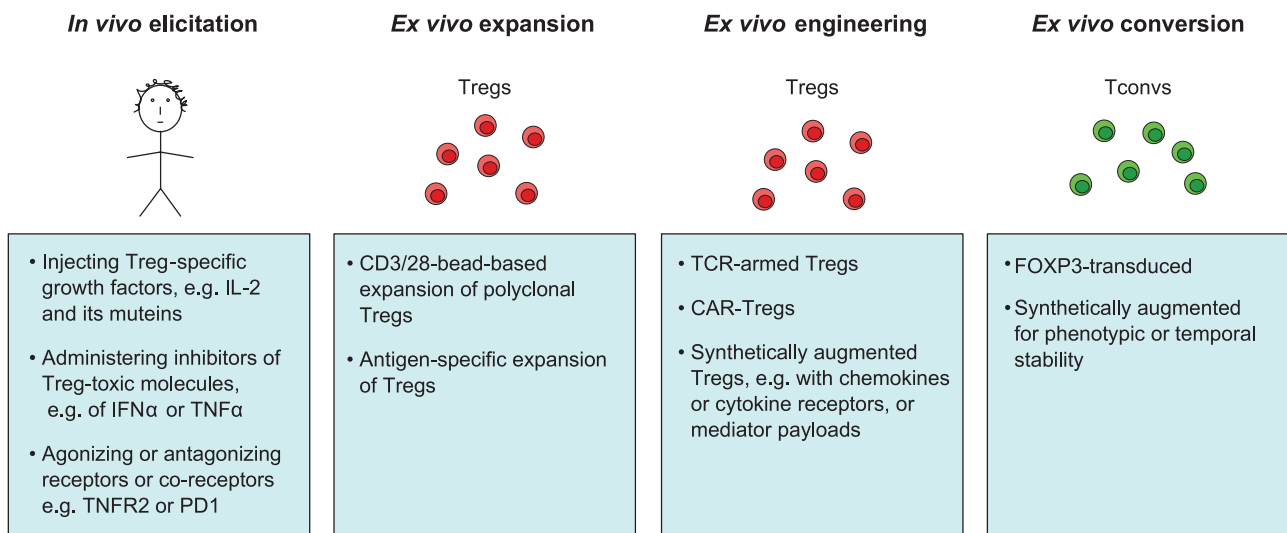 In vivo elicitation
Ex vivo expansion
Ex vivo engineering
Ex vivo conversion
Tregs
Tregs
Tconvs
• Injecting Treg-specific
growth factors, e.g. IL-2
and its muteins
• Administering inhibitors of
Treg-toxic molecules,
e.g. of IFNα or TNFα
• Agonizing or antagonizing
receptors or co-receptors
e.g. TNFR2 or PD1
• CD3/28-bead-based
expansion of polyclonal
Tregs
• Antigen-specific expansion
of Tregs
• TCR-armed Tregs
• CAR-Tregs
• Synthetically augmented
Tregs, e.g. with chemokines
or cytokine receptors, or
mediator payloads
• FOXP3-transduced
• Synthetically augmented
for phenotypic or temporal
stability